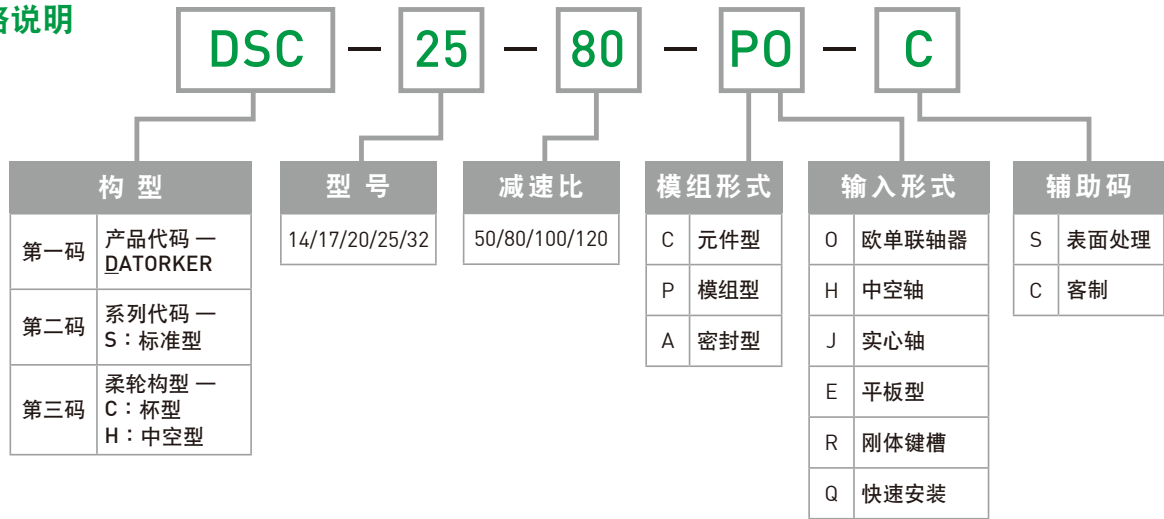 格说明
DSC — 25 — 80 — PO — C
构 型
第一码 产品代码 —
DATORKER
第二码 系列代码 —
S：标准型
第三码 柔轮构型 —
C：杯型
H：中空型
型 号
14/17/20/25/32
减速比
50/80/100/120
模组形式
C 元件型
P 模组型
A 密封型
输入形式
O 欧单联轴器
H 中空轴
J 实心轴
E 平板型
R 刚体键槽
Q 快速安装
辅助码
S 表面处理
C 客制